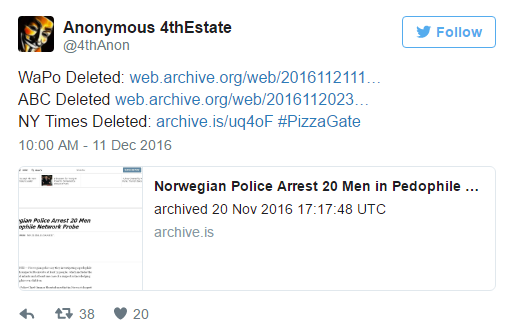 Anonymous 4thEstate
@4thAnon
Follow
WaPo Deleted: web.archive.org/web/2016112111…
ABC Deleted web.archive.org/web/2016112023…
NY Times Deleted: archive.is/uq4oF #PizzaGate
10:00 AM - 11 Dec 2016
Norwegian Police Arrest 20 Men in Pedophile ...
archived 20 Nov 2016 17:17:48 UTC
archive.is
gian Police Arrest 20 Men
ophile Network Probe
38 20